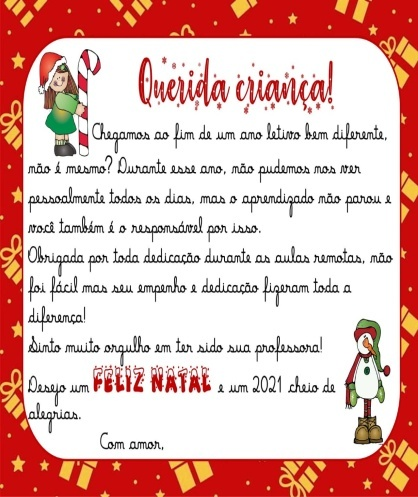 Querida criança!
Chegamos ao fim de um ano letivo bem diferente,
não é mesmo? Durante esse ano, não pudemos nos ver
pessoalmente todos os dias, mas o aprendizado não parou e
você também é o responsável por isso.
Obrigada por toda dedicação durante as aulas remotas, não
foi fácil mas seu empenho e dedicação fizeram toda a
diferença!
Sinto muito orgulho em ter sido sua professora!
Desejo um FELIZ NATAL e um 2021 cheio de
alegrias.
Com amor,